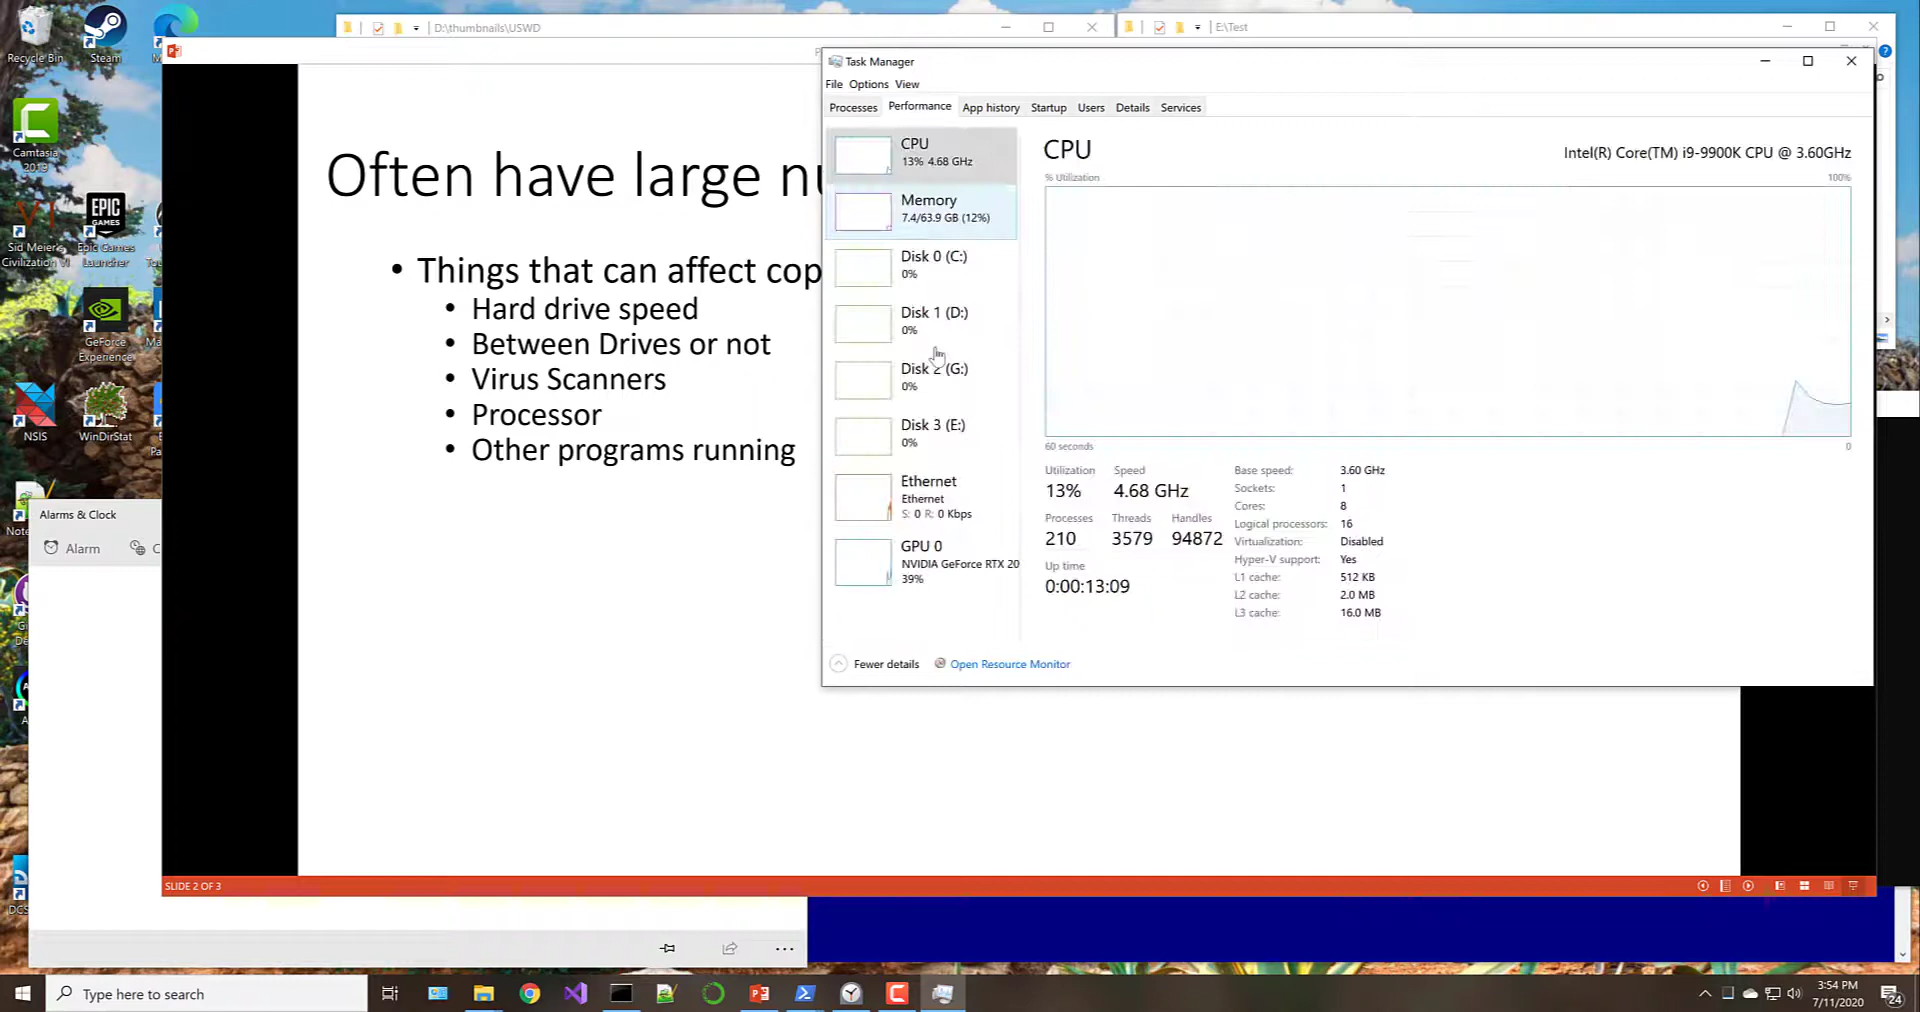 Recycle Bin
Steam
Camtasia
2019
Sid Meier's
Civilization VI
EPIC
GAMES
Epic Games
Launcher
GeForce
Experience
NSIS
WinDirStat
D:\thumbnails\USWD
E:\Test
Often have large
• Things that can affect
• Hard drive speed
• Between Drives or not
• Virus Scanners
• Processor
• Other programs running
SLIDE 2 OF 3
Alarms & Clock
Alarm
Task Manager
File Options View
Processes Performance App history Startup Users Details Services
CPU
13% 4.68 GHz
Memory
7.4/63.9 GB (12%)
Disk 0 (C:)
0%
Disk 1 (D:)
0%
Disk 2 (G:)
0%
Disk 3 (E:)
0%
Ethernet
Ethernet
S: 0 R: 0 Kbps
GPU 0
NVIDIA GeForce RTX 20
39%
CPU
Intel(R) Core(TM) i9-9900K CPU @ 3.60GHz
% Utilization 100%
60 seconds 0
Utilization Speed
13% 4.68 GHz
Processes Threads Handles
210 3579 94872
Up time
0:00:13:09
Base speed: 3.60 GHz
Sockets: 1
Cores: 8
Logical processors: 16
Virtualization: Disabled
Hyper-V support: Yes
L1 cache: 512 KB
L2 cache: 2.0 MB
L3 cache: 16.0 MB
Fewer details Open Resource Monitor
Type here to search
3:54 PM
7/11/2020
24